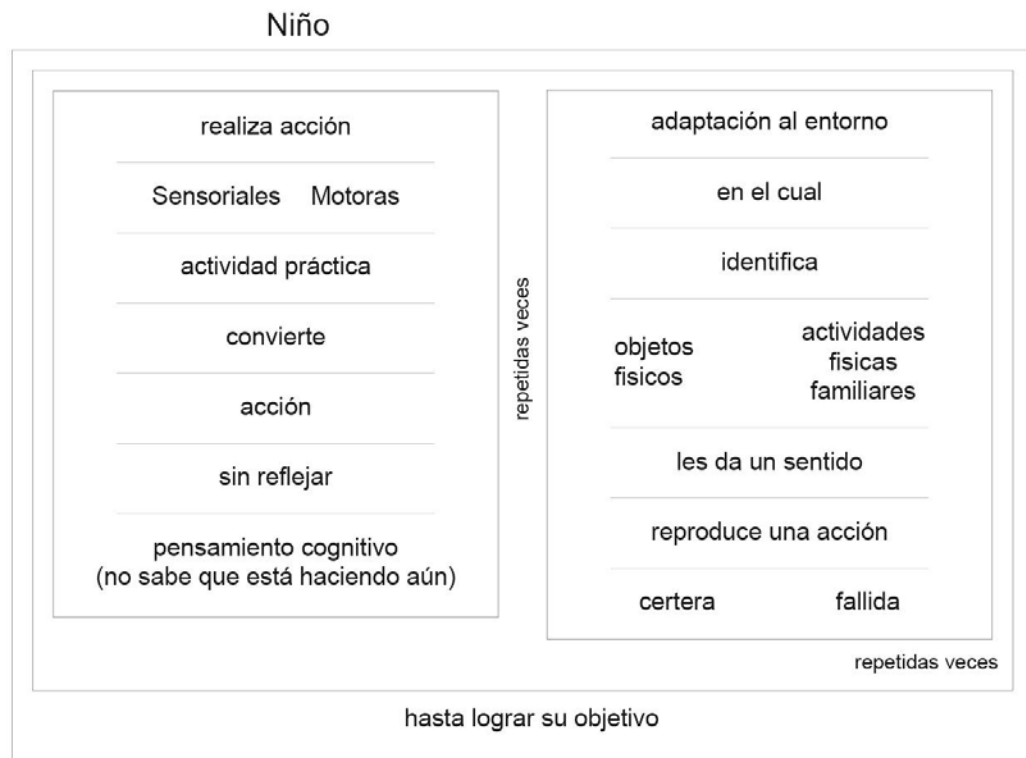 Niño
realiza acción
Sensoriales Motoras
actividad práctica
convierte
acción
sin reflejar
pensamiento cognitivo
(no sabe que está haciendo aún)
repetidas veces
adaptación al entorno
en el cual
identifica
objetos
fisicos
actividades
fisicas
familiares
les da un sentido
reproduce una acción
certera fallida
repetidas veces
hasta lograr su objetivo